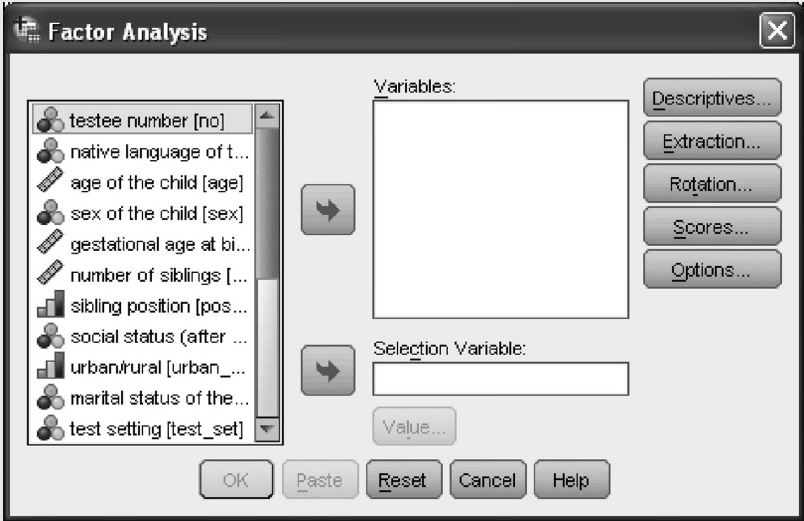 Factor Analysis
testee number [no]
native language of t...
age of the child [age]
sex of the child [sex]
gestational age at bi...
number of siblings [...
sibling position [pos...
social status (after ...
urban/rural [urban_...
marital status of the...
test setting [test_set]
Variables:
Selection Variable:
Value...
Descriptives...
Extraction...
Rotation...
Scores...
Options...
OK
Paste
Reset
Cancel
Help